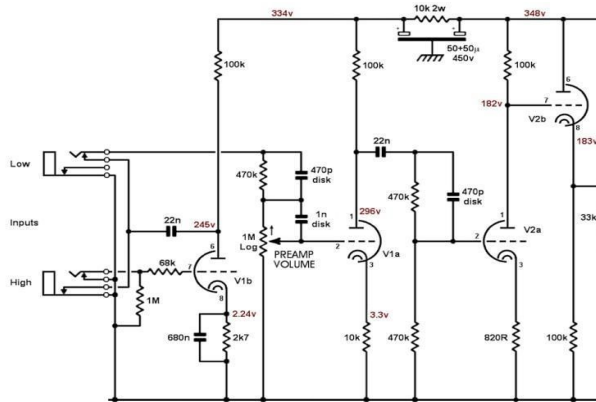 334v
10k 2w
348v
50+50µ
450v
100k
100k
100k
6
7
V2b
8
182v
183v
Low
Inputs
High
22n
245v
470k
470p
disk
1n
disk
1M
Log
PREAMP
VOLUME
22n
296v
1
2
V1a
3
3.3v
470k
470p
disk
1
2
V2a
3
33k
68k
6
7
V1b
8
1M
2.24v
680n
2k7
10k
470k
820R
100k